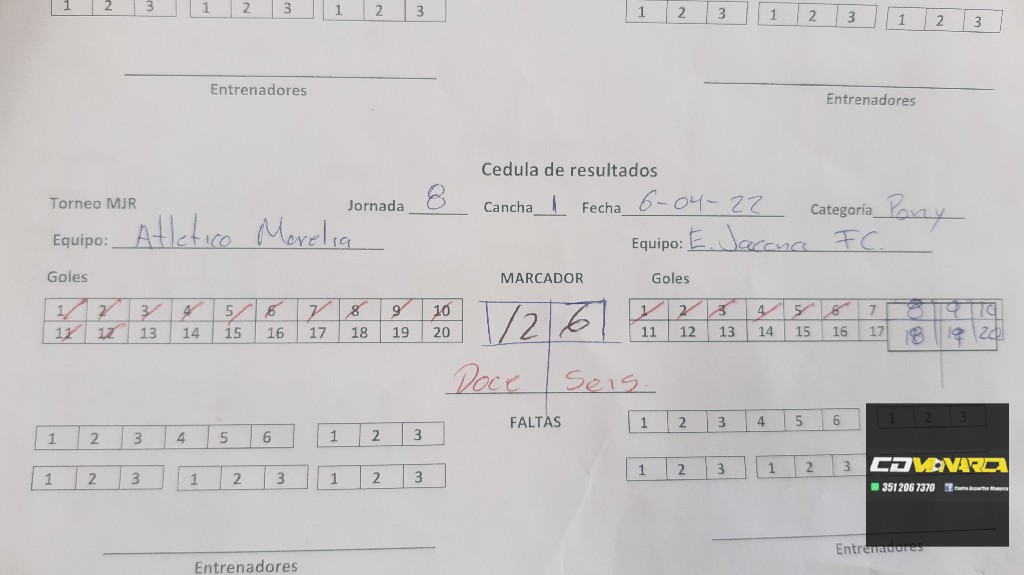 1 2 3 1 2 3 1 2 3 1 2 3 1 2 3 1 2 3
Entrenadores Entrenadores
Cedula de resultados
Torneo MJR Jornada 8 Cancha 1 Fecha 6-04-22 Categoría Pony
Equipo: Atletico Morelia Equipo: E. Jacona FC.
Goles MARCADOR Goles
1 2 3 4 5 6 7 8 9 10 12 6 1 2 3 4 5 6 7 8 9 10
11 12 13 14 15 16 17 18 19 20 11 12 13 14 15 16 17 18 19 20
Doce Seis.
FALTAS
1 2 3 4 5 6 1 2 3 1 2 3 4 5 6 1 2 3
1 2 3 1 2 3 1 2 3 1 2 3 1 2 3
CDMONARCA
351 206 7370 Centro Deportivo Monarca
Entrenadores Entrenadores